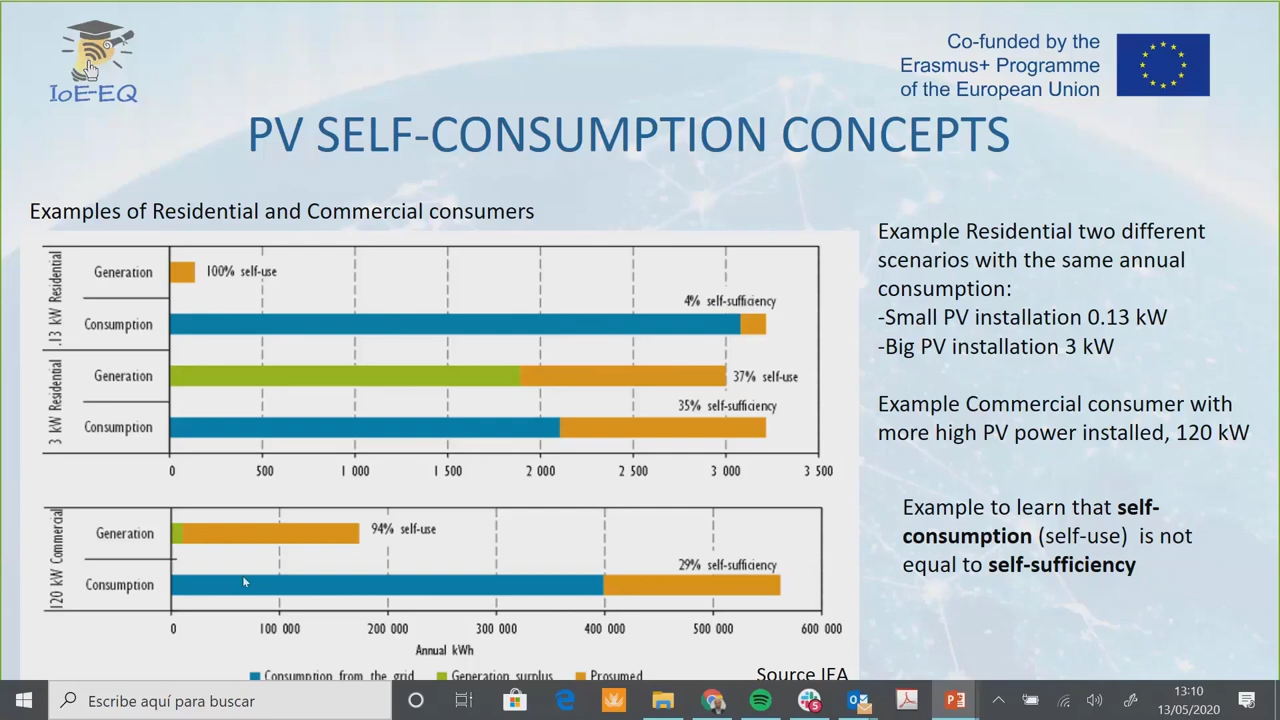 IoE-EQ
Co-funded by the
Erasmus+ Programme
of the European Union
PV SELF-CONSUMPTION CONCEPTS
Examples of Residential and Commercial consumers
.13 kW Residential
Generation
100% self-use
4% self-sufficiency
Consumption
3 kW Residential
Generation
37% self-use
35% self-sufficiency
Consumption
0 500 1 000 1 500 2 000 2 500 3 000 3 500
120 kW Commercial
Generation
94% self-use
29% self-sufficiency
Consumption
0 100 000 200 000 300 000 400 000 500 000 600 000
Annual kWh
Consumption from the grid Generation surplus Prosumed
Source IEA
Example Residential two different
scenarios with the same annual
consumption:
-Small PV installation 0.13 kW
-Big PV installation 3 kW
Example Commercial consumer with
more high PV power installed, 120 kW
Example to learn that self-
consumption (self-use) is not
equal to self-sufficiency
Escribe aquí para buscar
5
13:10
13/05/2020